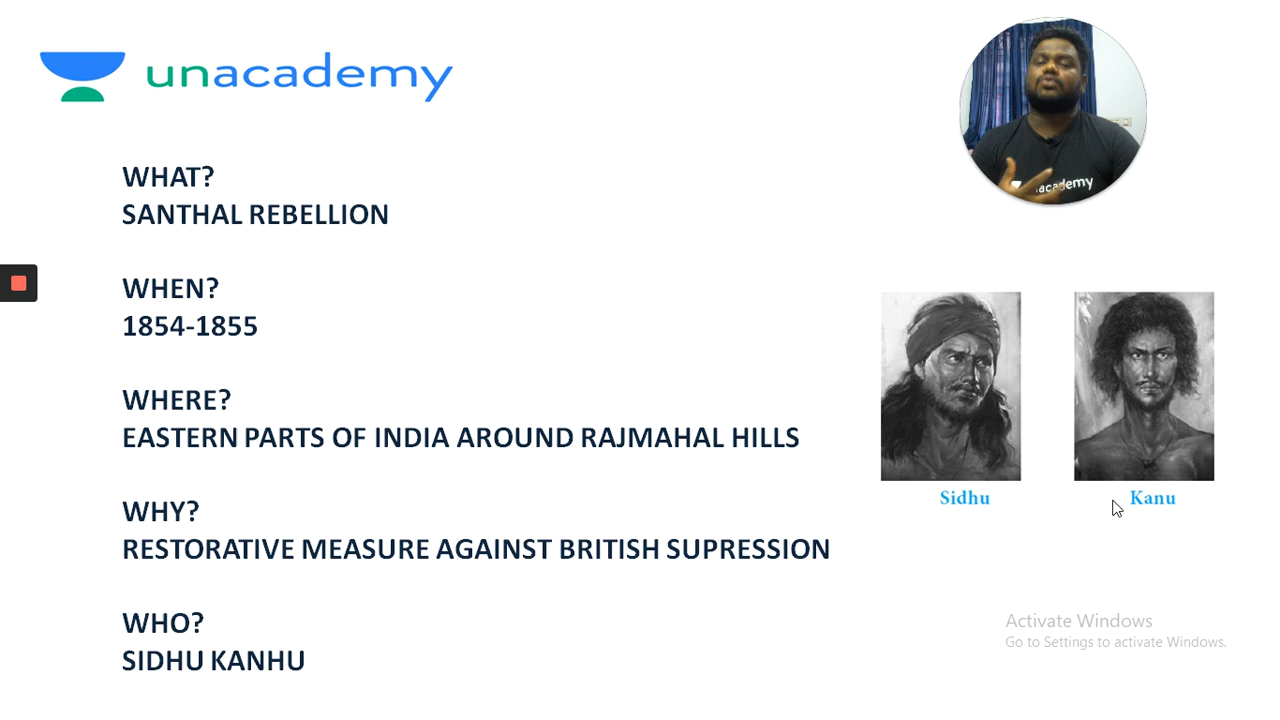 unacademy
WHAT?
SANTHAL REBELLION
WHEN?
1854-1855
WHERE?
EASTERN PARTS OF INDIA AROUND RAJMAHAL HILLS
WHY?
RESTORATIVE MEASURE AGAINST BRITISH SUPRESSION
WHO?
SIDHU KANHU
unacademy
Sidhu
Kanu
Activate Windows
Go to Settings to activate Windows.